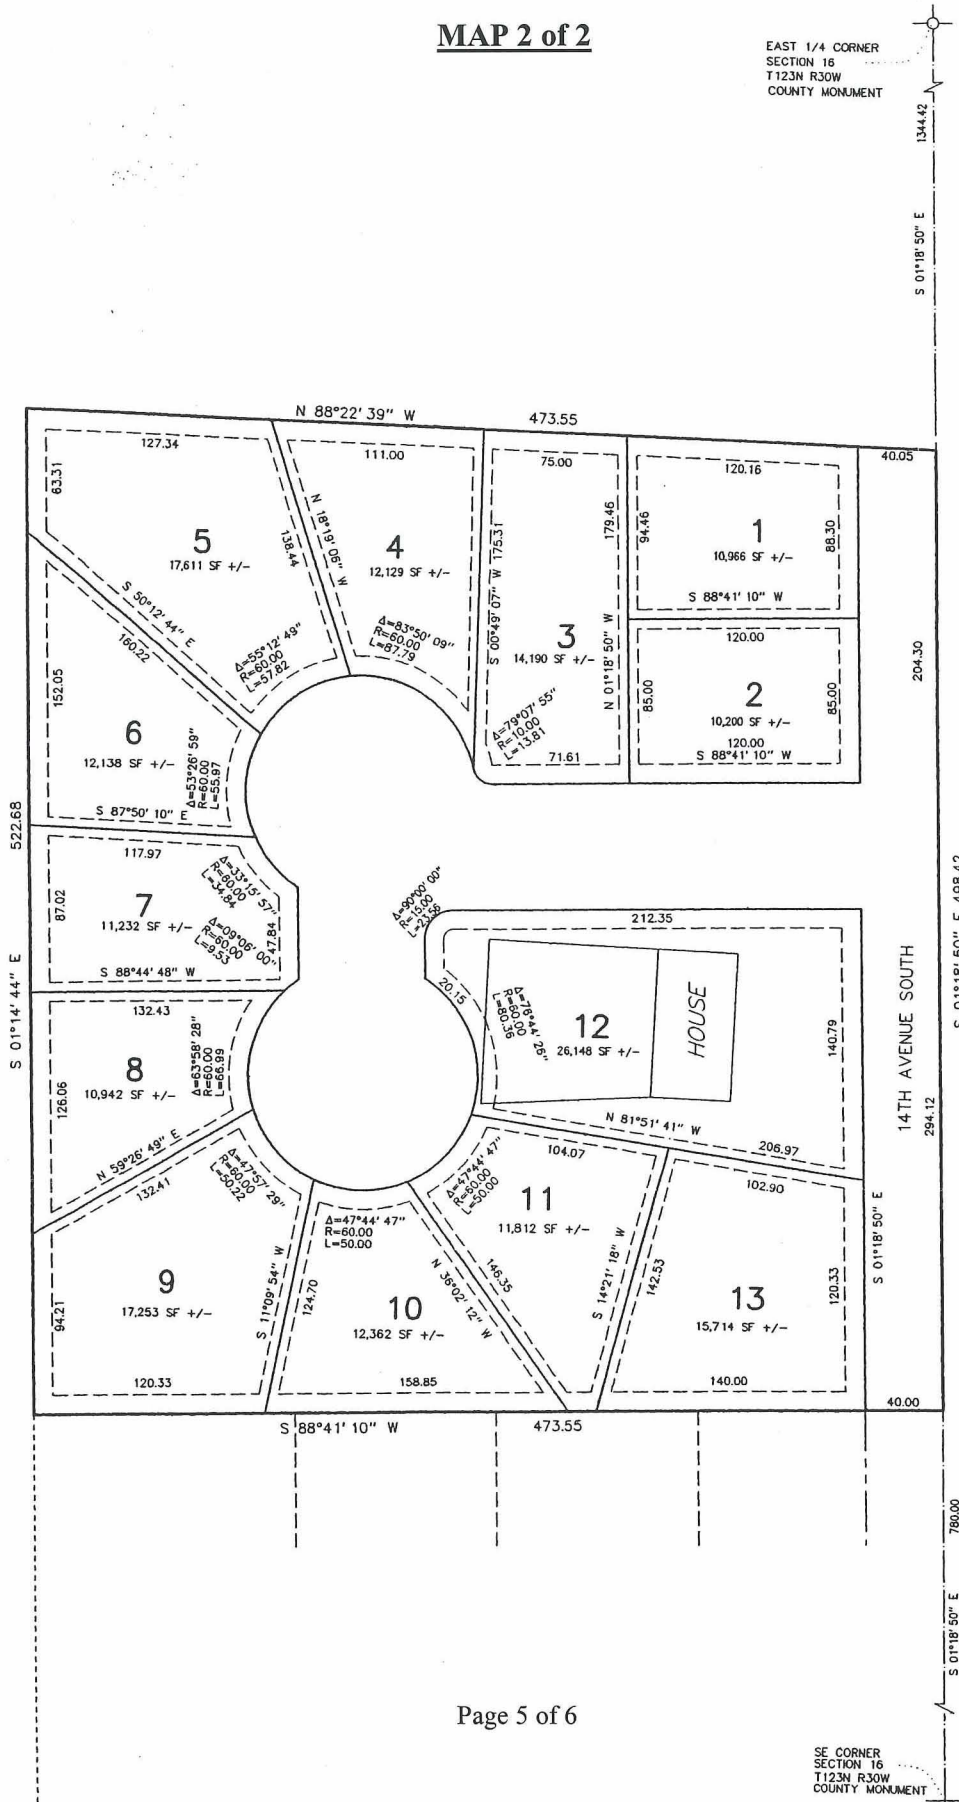 MAP 2 of 2
EAST 1/4 CORNER
SECTION 16
T123N R30W
COUNTY MONUMENT
1344.42
S 01°18'50" E
N 88°22'39" W
473.55
40.05
127.34
63.31
5
17,611 SF +/-
138.44
N 18°19'06" W
111.00
4
12,129 SF +/-
Δ=83°50'09"
R=60.00
L=87.79
75.00
S 00°49'07" W 175.31
179.46
3
14,190 SF +/-
N 01°18'50" W
Δ=79°07'55"
R=10.00
L=13.81
71.61
120.16
94.46
1
10,966 SF +/-
88.30
S 88°41'10" W
120.00
85.00
2
10,200 SF +/-
85.00
120.00
S 88°41'10" W
204.30
S 50°12'44" E
160.22
Δ=55°12'49"
R=60.00
L=57.82
152.05
6
12,138 SF +/-
Δ=53°26'59"
R=60.00
L=55.97
S 87°50'10" E
522.68
S 01°14'44" E
117.97
87.02
7
11,232 SF +/-
Δ=33°15'57"
R=60.00
L=34.84
47.84
Δ=09°06'00"
R=60.00
L=9.53
S 88°44'48" W
Δ=90°00'00"
R=15.00
L=23.56
212.35
20.15
Δ=76°44'26"
R=60.00
L=80.36
12
26,148 SF +/-
HOUSE
140.79
14TH AVENUE SOUTH
294.12
S 01°18'50" E 498.42
132.43
126.06
8
10,942 SF +/-
Δ=63°58'28"
R=60.00
L=66.99
N 59°26'49" E
132.41
Δ=47°57'29"
R=60.00
L=50.22
N 81°51'41" W
206.97
104.07
Δ=47°44'47"
R=60.00
L=50.00
11
11,812 SF +/-
102.90
S 01°18'50" E
94.21
9
17,253 SF +/-
S 11°09'54" W
120.33
Δ=47°44'47"
R=60.00
L=50.00
124.70
10
12,362 SF +/-
N 36°02'12" W
146.35
158.85
S 14°21'18" W
142.53
13
15,714 SF +/-
120.33
140.00
40.00
S 88°41'10" W
473.55
780.00
S 01°18'50" E
Page 5 of 6
SE CORNER
SECTION 16
T123N R30W
COUNTY MONUMENT